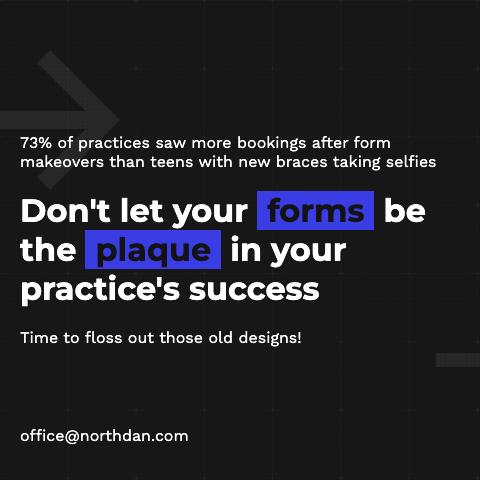 73% of practices saw more bookings after form
makeovers than teens with new braces taking selfies
Don't let your forms be
the plaque in your
practice's success
Time to floss out those old designs!
office@northdan.com